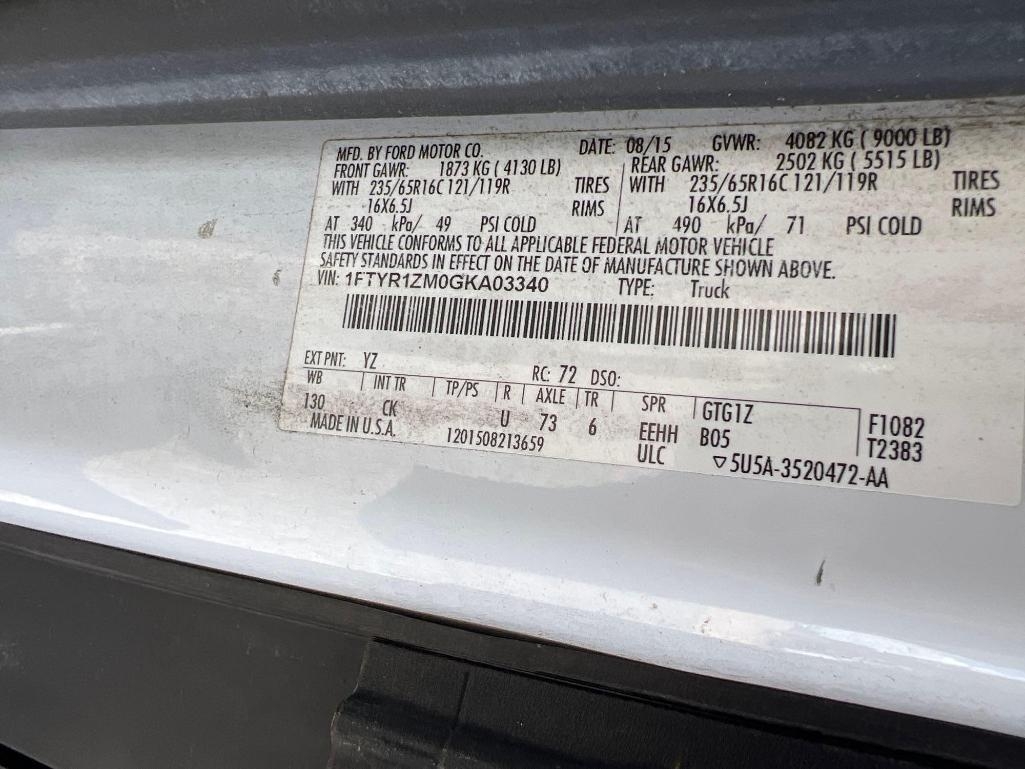 MFD. BY FORD MOTOR CO. DATE: 08/15 GVWR: 4082 KG ( 9000 LB)
FRONT GAWR: 1873 KG ( 4130 LB) REAR GAWR: 2502 KG ( 5515 LB)
WITH 235/65R16C 121/119R TIRES WITH 235/65R16C 121/119R TIRES
16X6.5J RIMS 16X6.5J RIMS
AT 340 kPa/ 49 PSI COLD AT 490 kPa/ 71 PSI COLD
THIS VEHICLE CONFORMS TO ALL APPLICABLE FEDERAL MOTOR VEHICLE
SAFETY STANDARDS IN EFFECT ON THE DATE OF MANUFACTURE SHOWN ABOVE.
VIN: 1FTYR1ZM0GKA03340 TYPE: Truck
EXT PNT: YZ RC: 72 DSO:
WB INT TR TP/PS R AXLE TR SPR GTG1Z F1082
130 CK U 73 6 EEHH B05 T2383
MADE IN U.S.A. 1201508213659 ULC ▽5U5A-3520472-AA